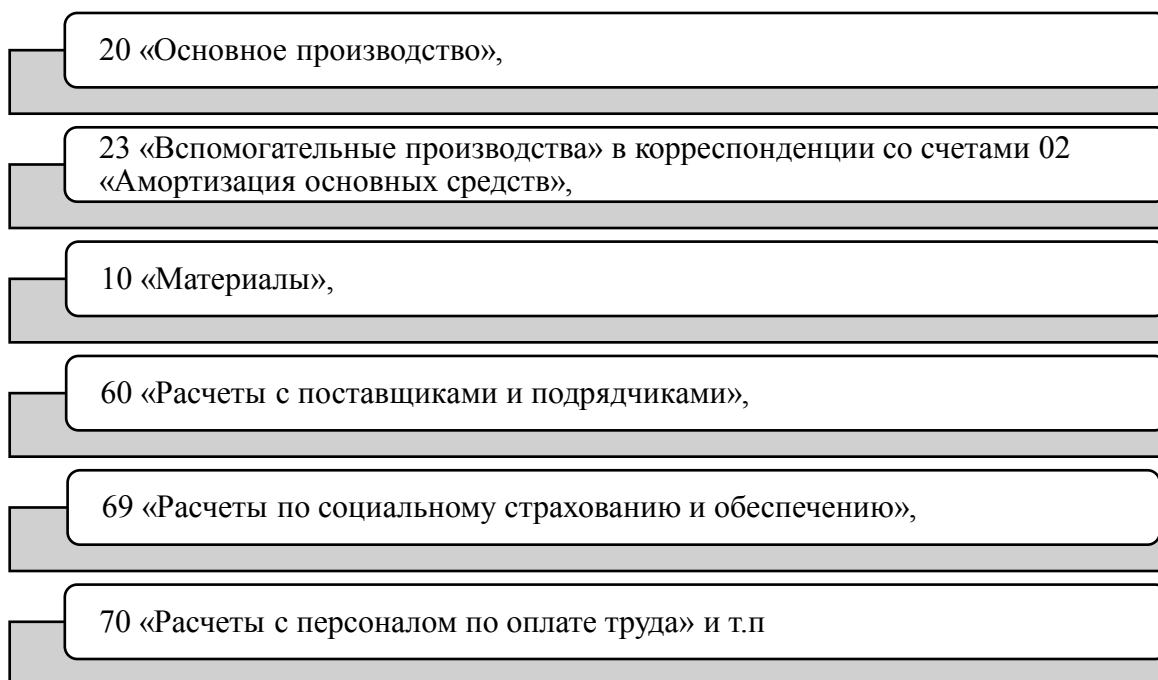 20 «Основное производство»,
23 «Вспомогательные производства» в корреспонденции со счетами 02
«Амортизация основных средств»,
10 «Материалы»,
60 «Расчеты с поставщиками и подрядчиками»,
69 «Расчеты по социальному страхованию и обеспечению»,
70 «Расчеты с персоналом по оплате труда» и т.п